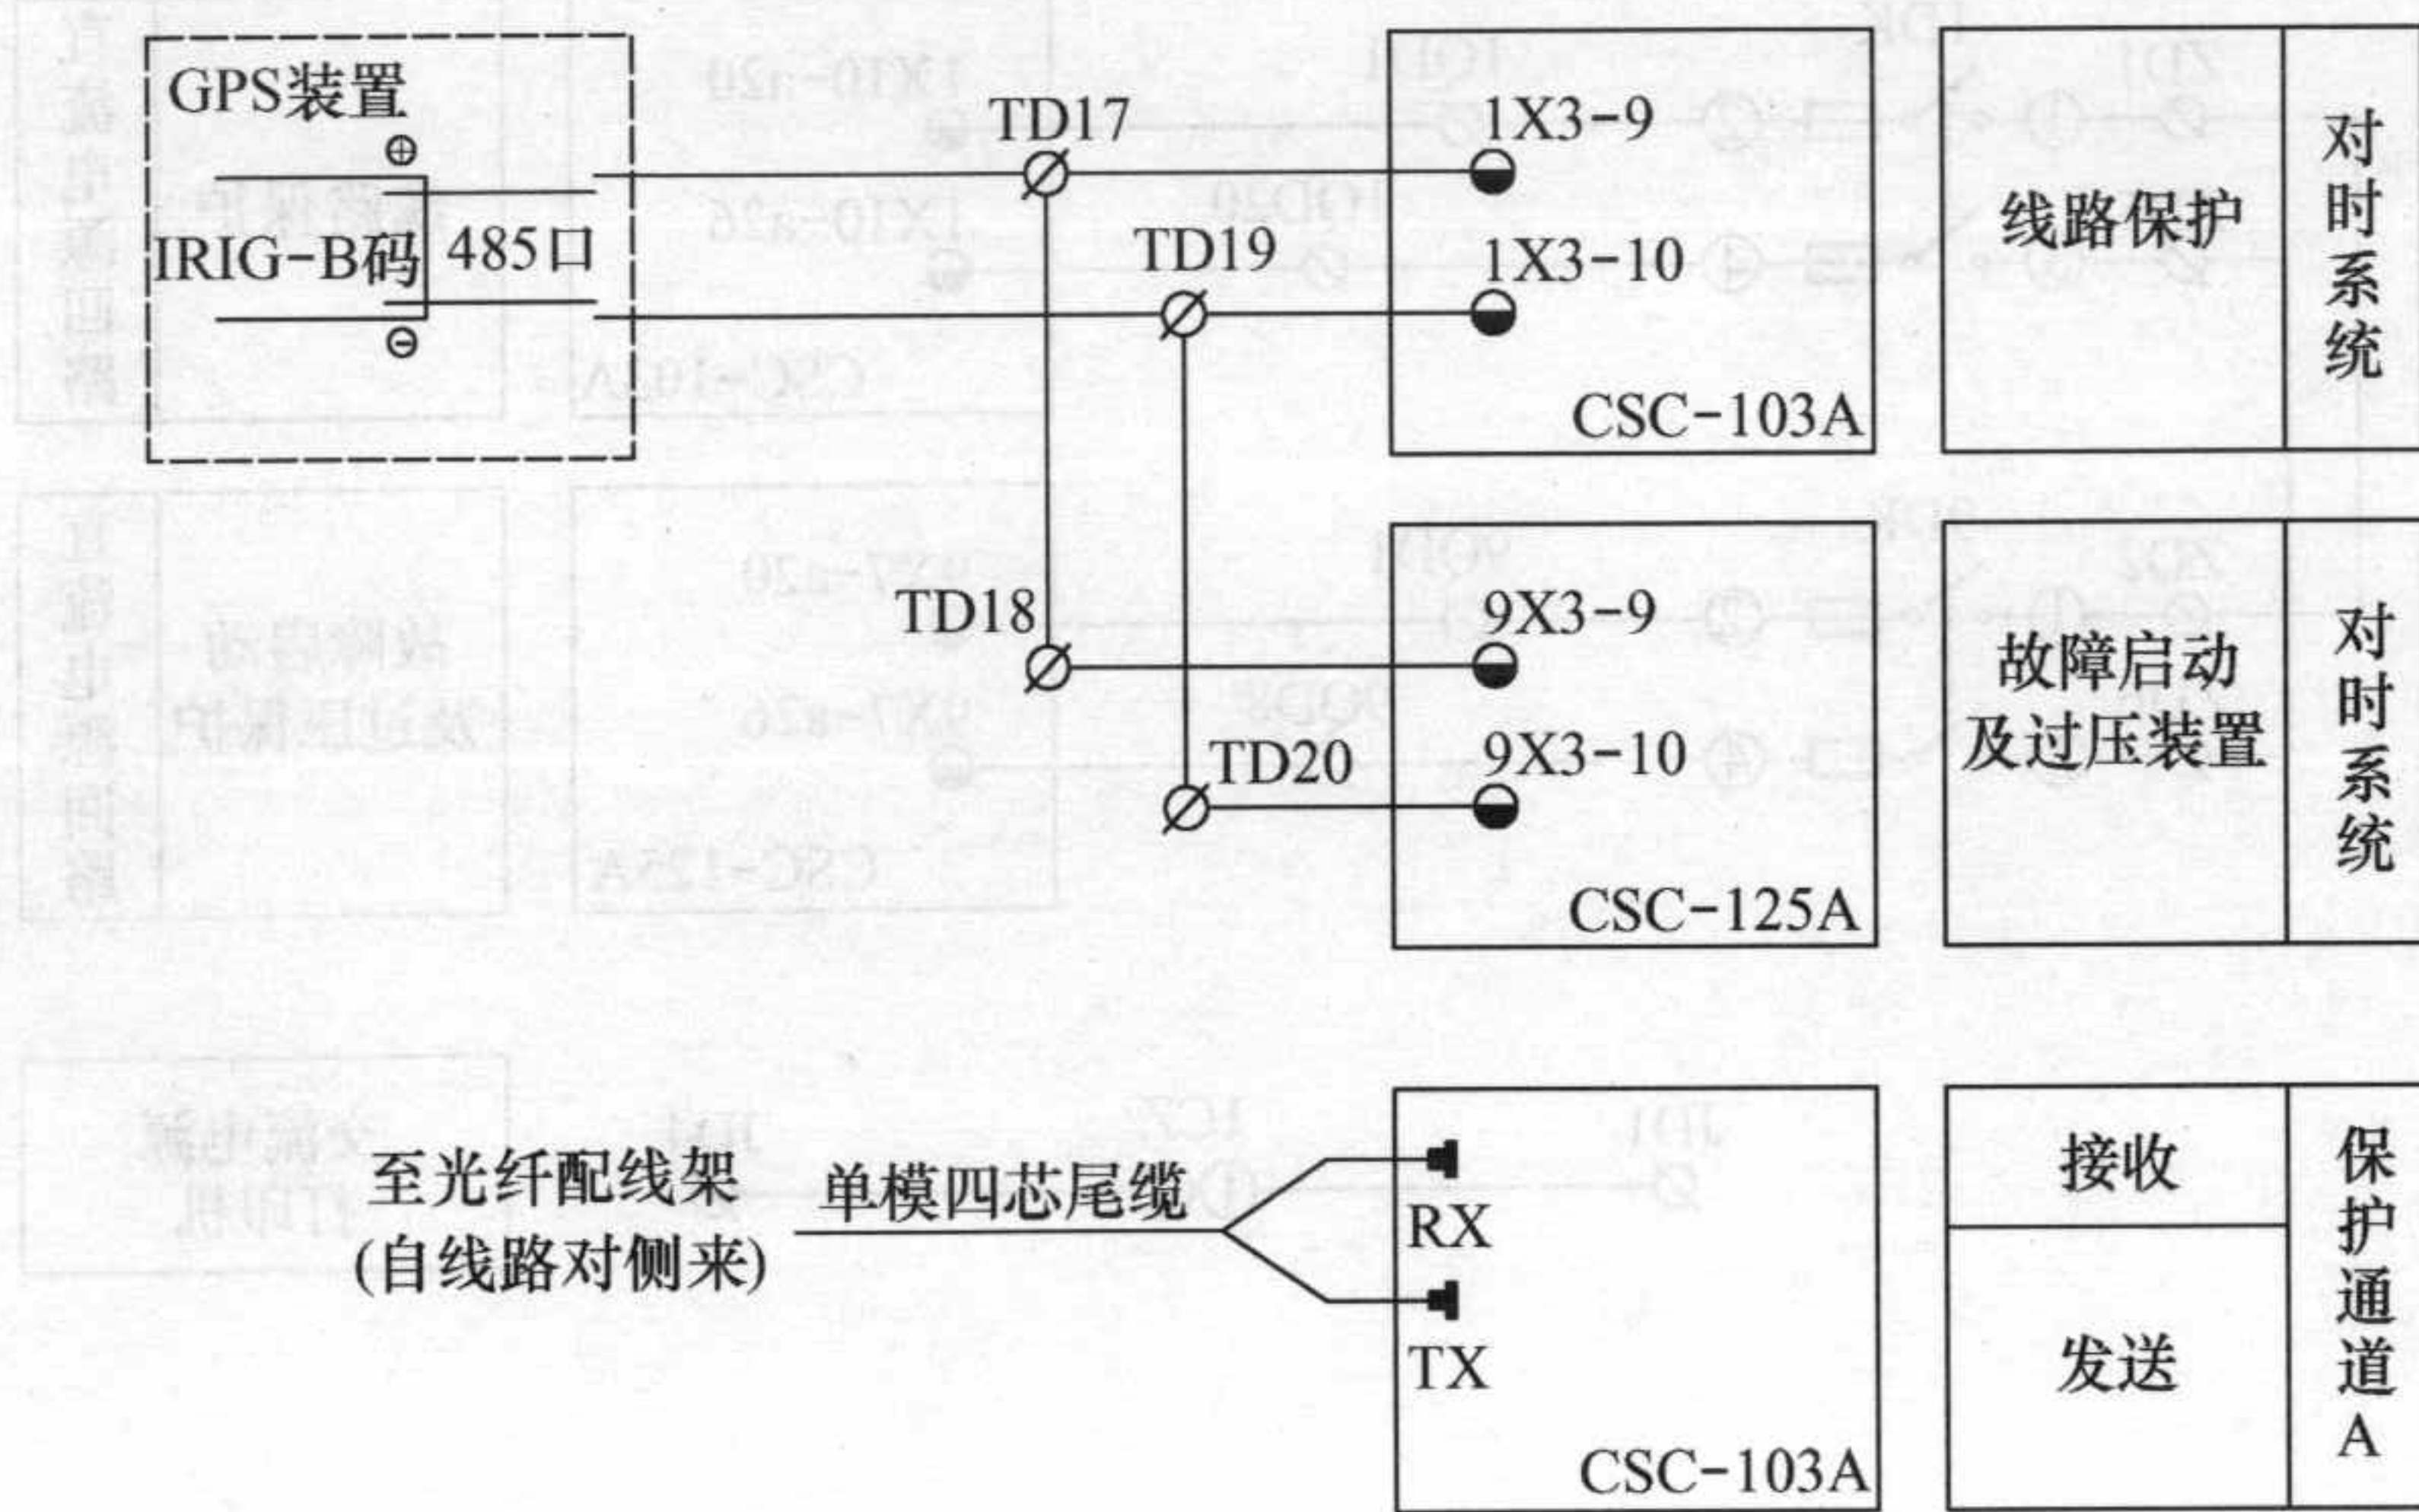 GPS装置
⊕
IRIG-B码
485口
⊖
TD17
1X3-9
TD19
1X3-10
CSC-103A
线路保护
对时系统
TD18
9X3-9
TD20
9X3-10
CSC-125A
故障启动
及过压装置
对时系统
至光纤配线架
(自线路对侧来)
单模四芯尾缆
RX
TX
CSC-103A
接收
发送
保护通道A